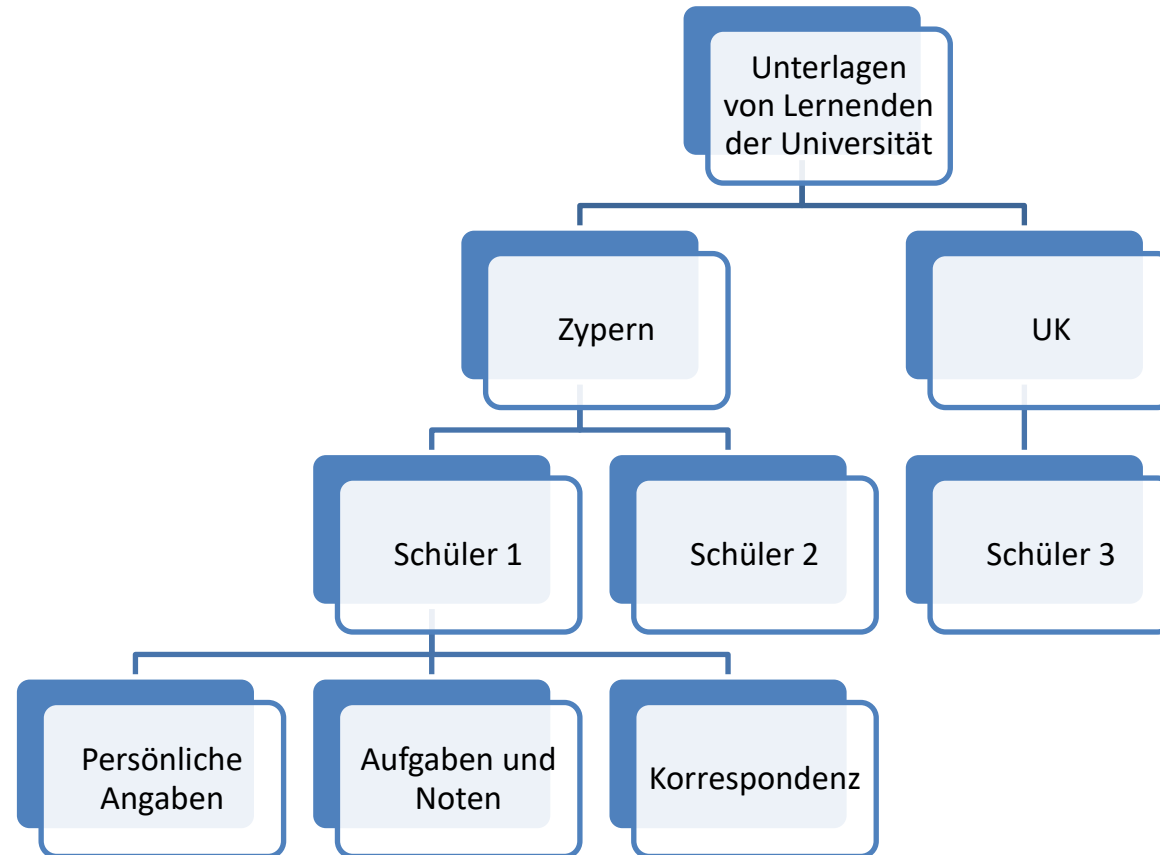 Unterlagen
von Lernenden
der Universität
Zypern
UK
Schüler 1
Schüler 2
Schüler 3
Persönliche
Angaben
Aufgaben und
Noten
Korrespondenz